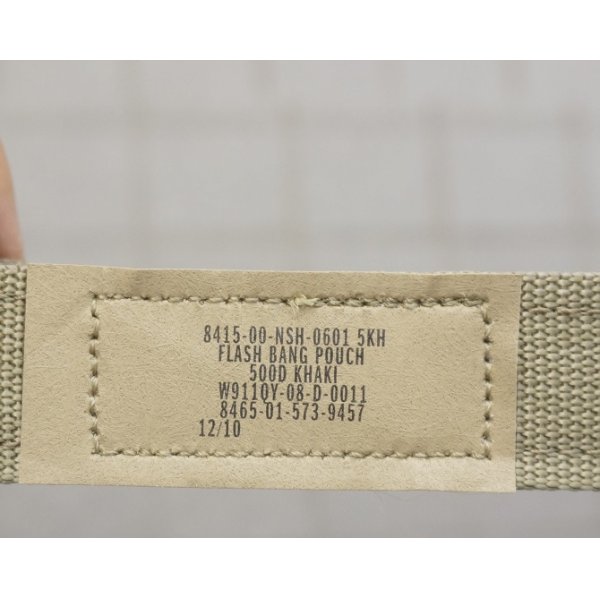 8415-00-NSH-0601 5KH
FLASH BANG POUCH
500D KHAKI
W911QY-08-D-0011
8465-01-573-9457
12/10